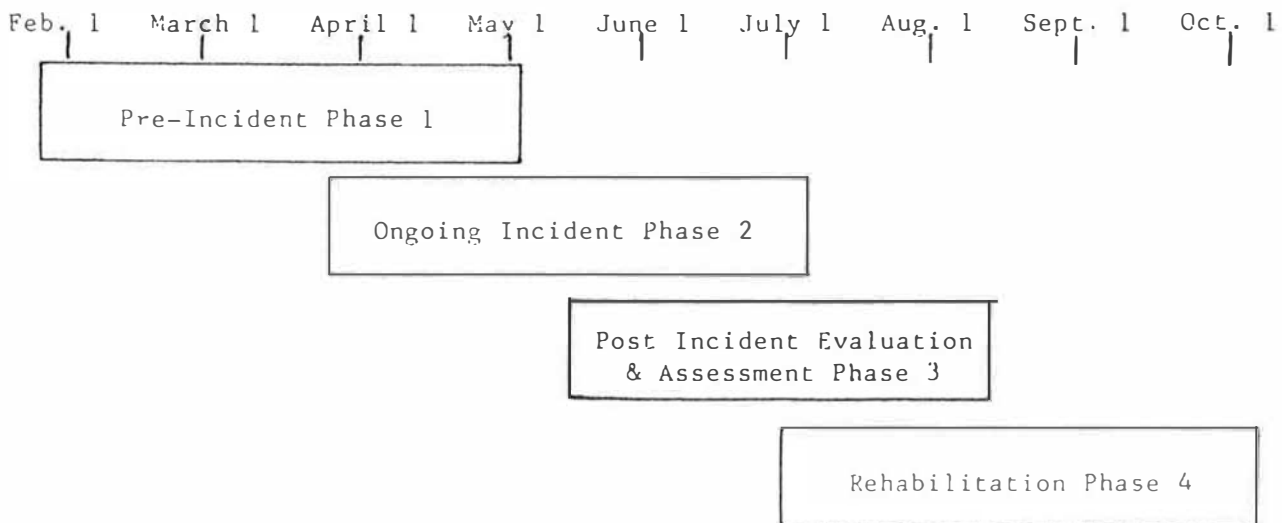 Feb. 1 March 1 April 1 May 1 June 1 July 1 Aug. 1 Sept. 1 Oct. 1
Pre-Incident Phase 1
Ongoing Incident Phase 2
Post Incident Evaluation
& Assessment Phase 3
Rehabilitation Phase 4